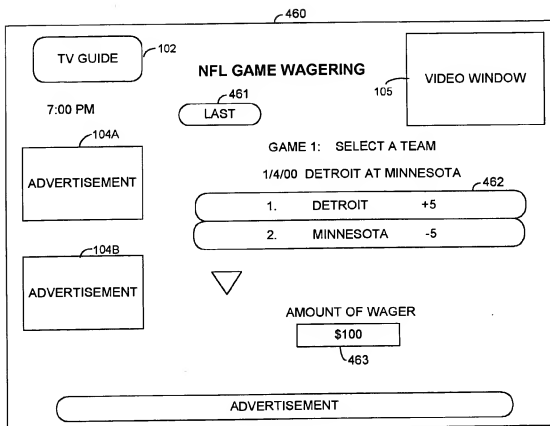 460
TV GUIDE
102
NFL GAME WAGERING
105
VIDEO WINDOW
7:00 PM
461
LAST
104A
ADVERTISEMENT
GAME 1: SELECT A TEAM
1/4/00 DETROIT AT MINNESOTA
462
1. DETROIT +5
2. MINNESOTA -5
104B
ADVERTISEMENT
AMOUNT OF WAGER
$100
463
ADVERTISEMENT